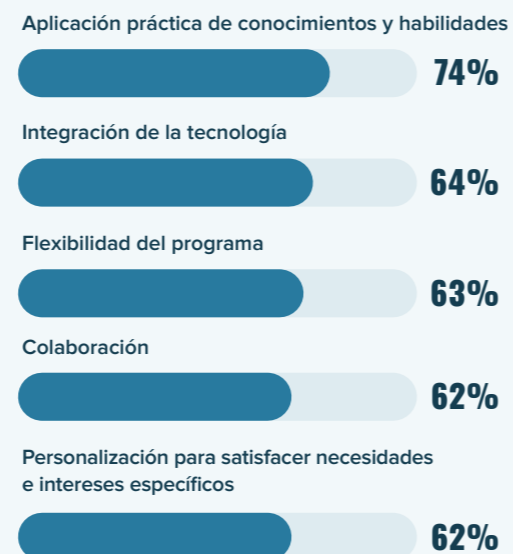 Aplicación práctica de conocimientos y habilidades
74%
Integración de la tecnología
64%
Flexibilidad del programa
63%
Colaboración
62%
Personalización para satisfacer necesidades
e intereses específicos
62%